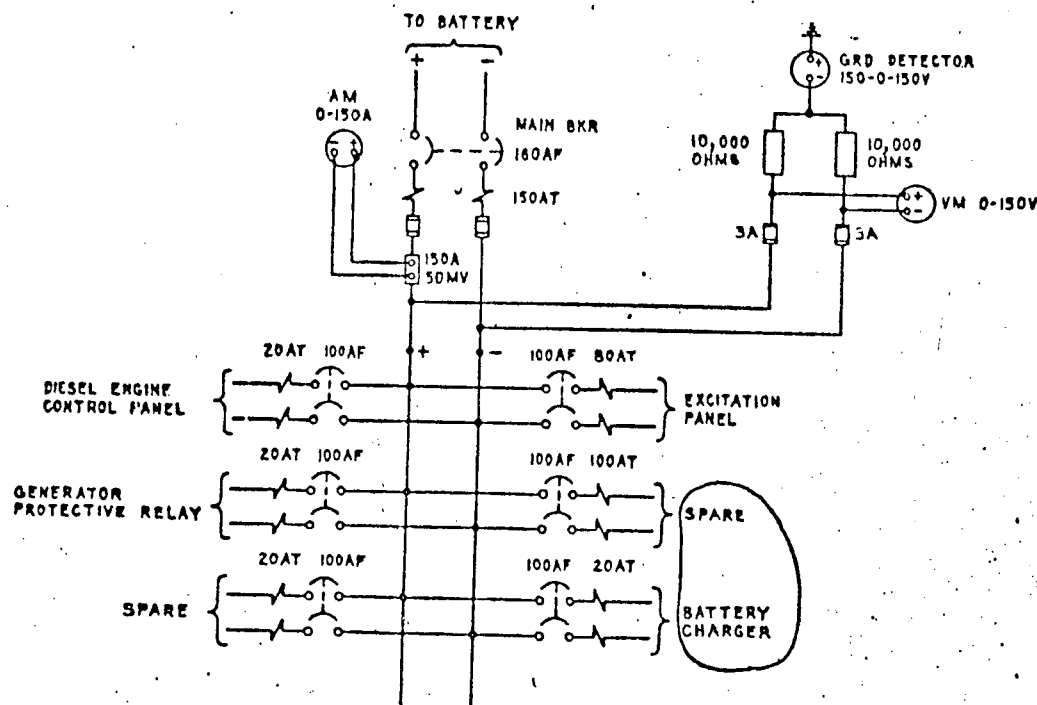 TO BATTERY
+ -
GRD DETECTOR
150-0-150V
+
-
AM
0-150A
- +
MAIN BKR
160AF
150AT
10,000
OHMS
10,000
OHMS
+
-
VM 0-150V
3A
3A
150A
50MV
+ -
20AT 100AF
100AF 80AT
DIESEL ENGINE
CONTROL PANEL
EXCITATION
PANEL
20AT 100AF
100AF 100AT
GENERATOR
PROTECTIVE RELAY
SPARE
20AT 100AF
100AF 20AT
SPARE
BATTERY
CHARGER